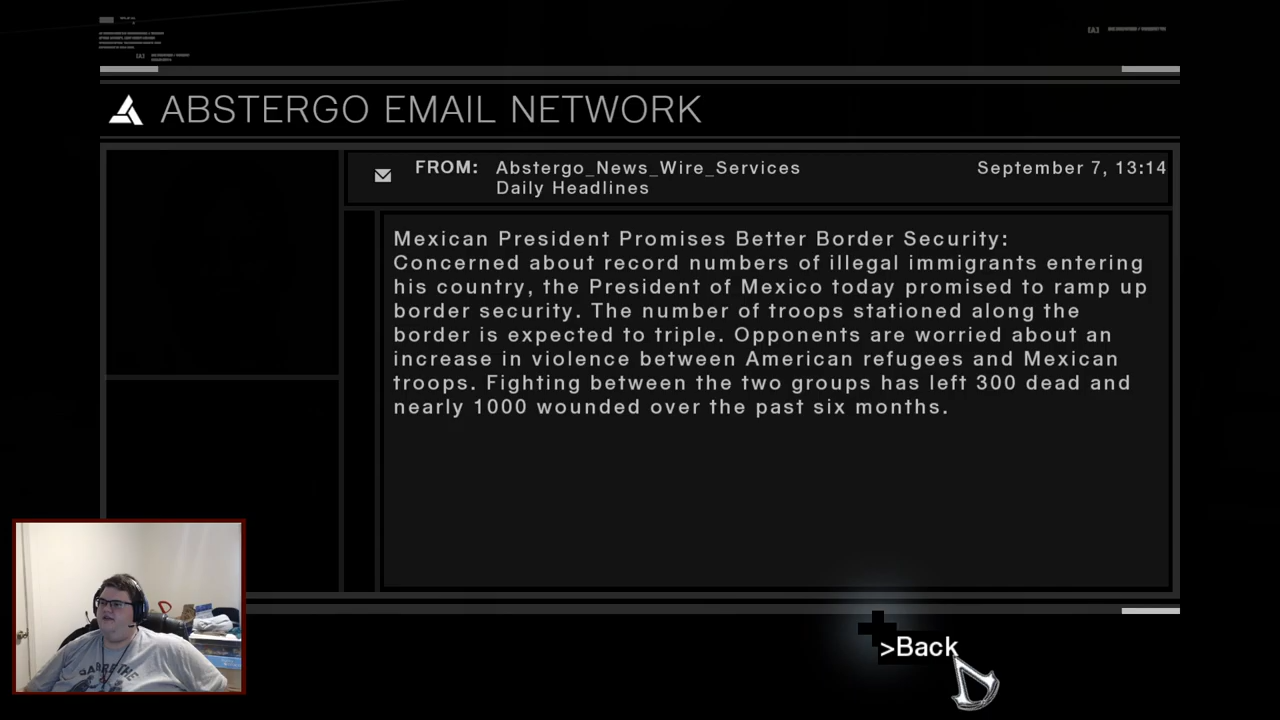 ABSTERGO EMAIL NETWORK
FROM: Abstergo_News_Wire_Services September 7, 13:14
Daily Headlines
Mexican President Promises Better Border Security:
Concerned about record numbers of illegal immigrants entering
his country, the President of Mexico today promised to ramp up
border security. The number of troops stationed along the
border is expected to triple. Opponents are worried about an
increase in violence between American refugees and Mexican
troops. Fighting between the two groups has left 300 dead and
nearly 1000 wounded over the past six months.
>Back